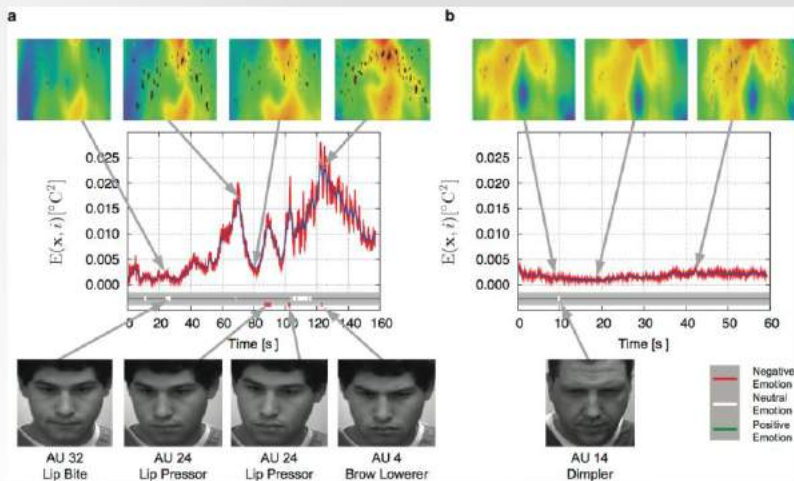 a
b
E(x, i)[°C²]
0.025
0.020
0.015
0.010
0.005
0.000
0 20 40 60 80 100 120 140 160
Time [s]
E(x, i)[°C²]
0.025
0.020
0.015
0.010
0.005
0.000
0 10 20 30 40 50 60
Time [s]
AU 32
Lip Bite
AU 24
Lip Pressor
AU 24
Lip Pressor
AU 4
Brow Lowerer
AU 14
Dimpler
Negative
Emotion
Neutral
Emotion
Positive
Emotion